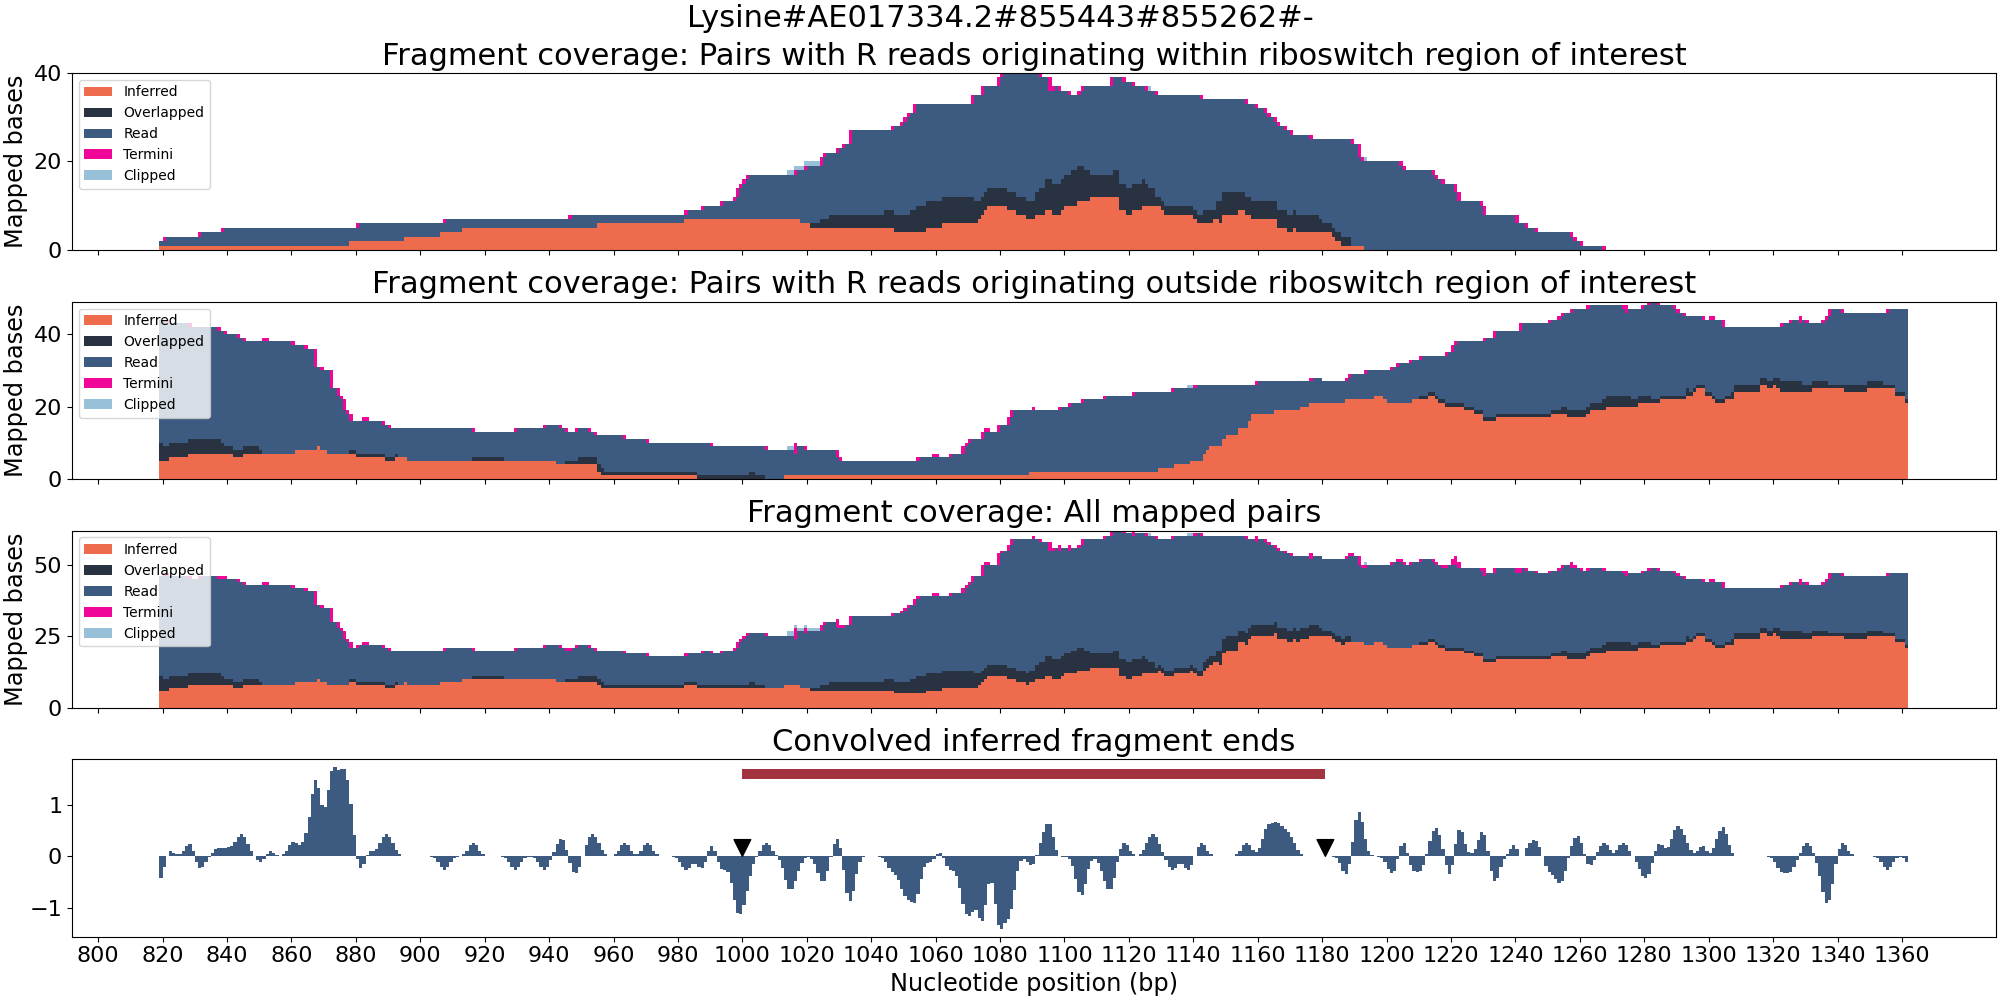 Lysine#AE017334.2#855443#855262#-
Fragment coverage: Pairs with R reads originating within riboswitch region of interest
Mapped bases
40
20
0
Inferred
Overlapped
Read
Termini
Clipped
Fragment coverage: Pairs with R reads originating outside riboswitch region of interest
Mapped bases
40
20
0
Inferred
Overlapped
Read
Termini
Clipped
Fragment coverage: All mapped pairs
Mapped bases
50
25
0
Inferred
Overlapped
Read
Termini
Clipped
Convolved inferred fragment ends
1
0
−1
800 820 840 860 880 900 920 940 960 980 1000 1020 1040 1060 1080 1100 1120 1140 1160 1180 1200 1220 1240 1260 1280 1300 1320 1340 1360
Nucleotide position (bp)